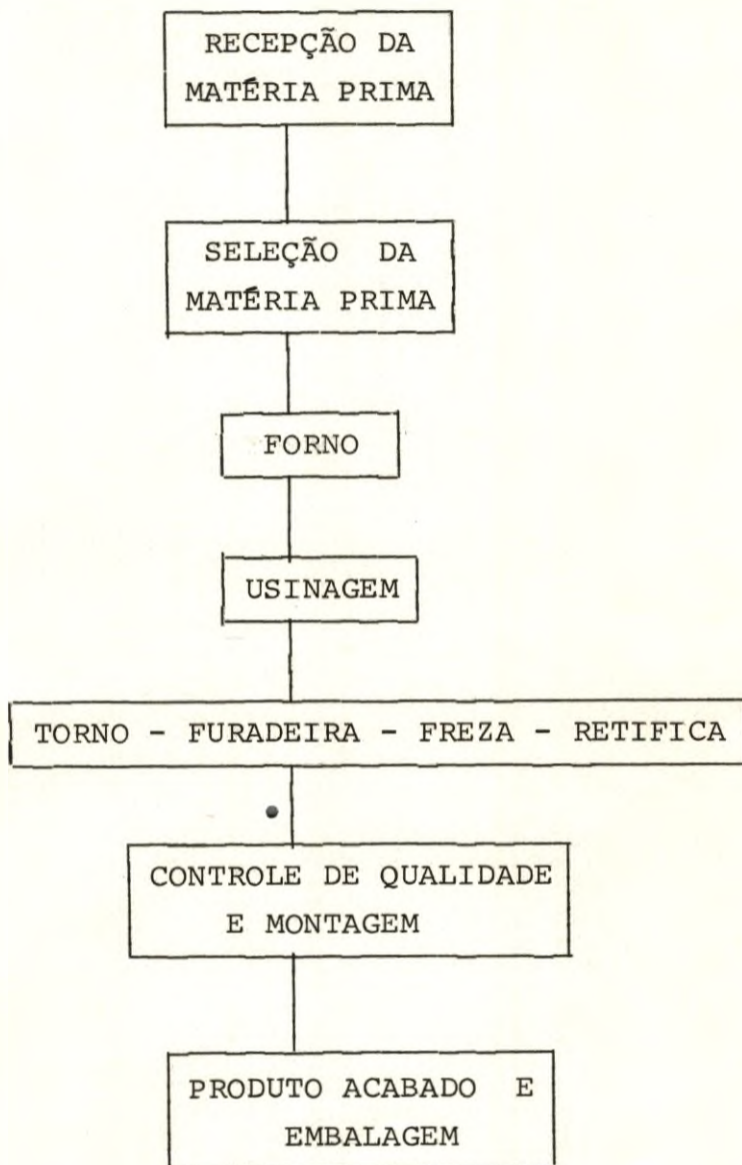 RECEPÇÃO DA
MATÉRIA PRIMA
SELEÇÃO DA
MATÉRIA PRIMA
FORNO
USINAGEM
TORNO - FURADEIRA - FREZA - RETIFICA
CONTROLE DE QUALIDADE
E MONTAGEM
PRODUTO ACABADO E
EMBALAGEM